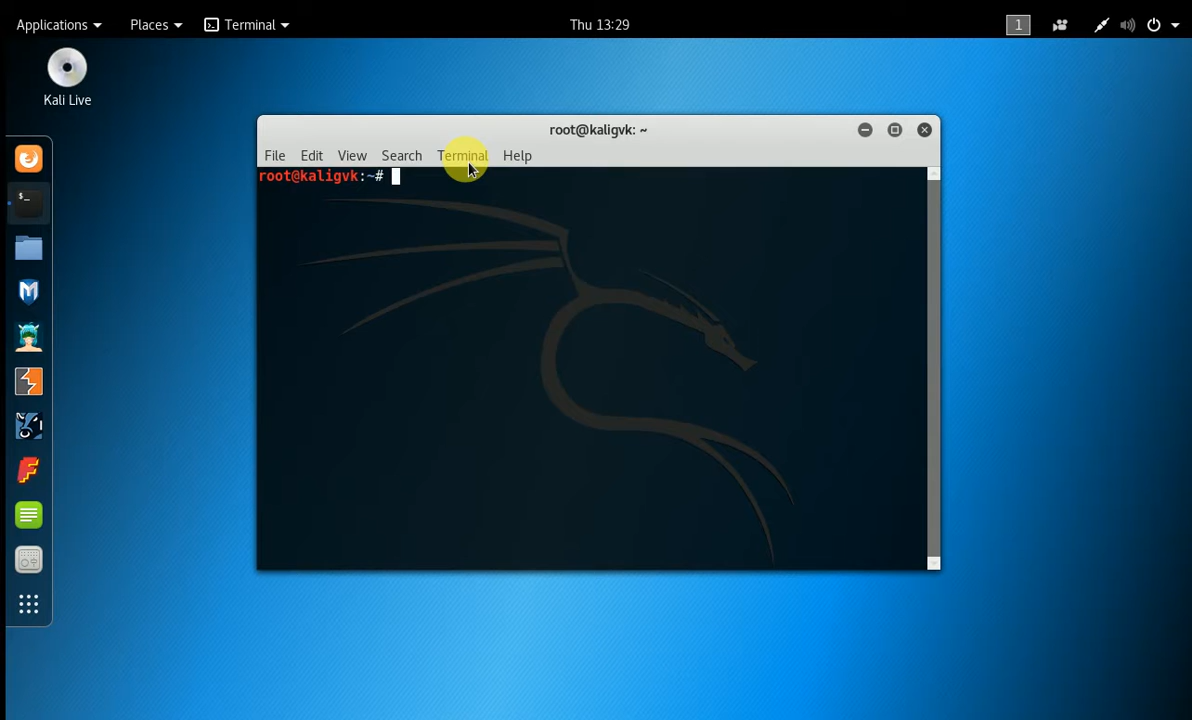 Applications Places Terminal Thu 13:29 1
Kali Live
root@kaligvk: ~
File Edit View Search Terminal Help
root@kaligvk:~#